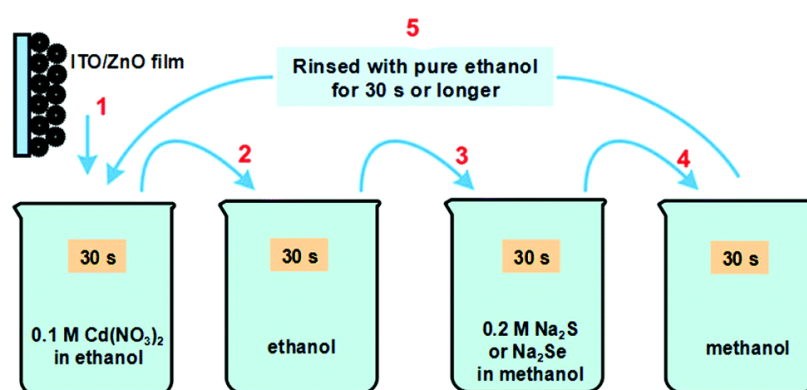 5
ITO/ZnO film
Rinsed with pure ethanol
for 30 s or longer
1
2
3
4
30 s
30 s
30 s
30 s
0.1 M Cd(NO₃)₂
in ethanol
ethanol
0.2 M Na₂S
or Na₂Se
in methanol
methanol